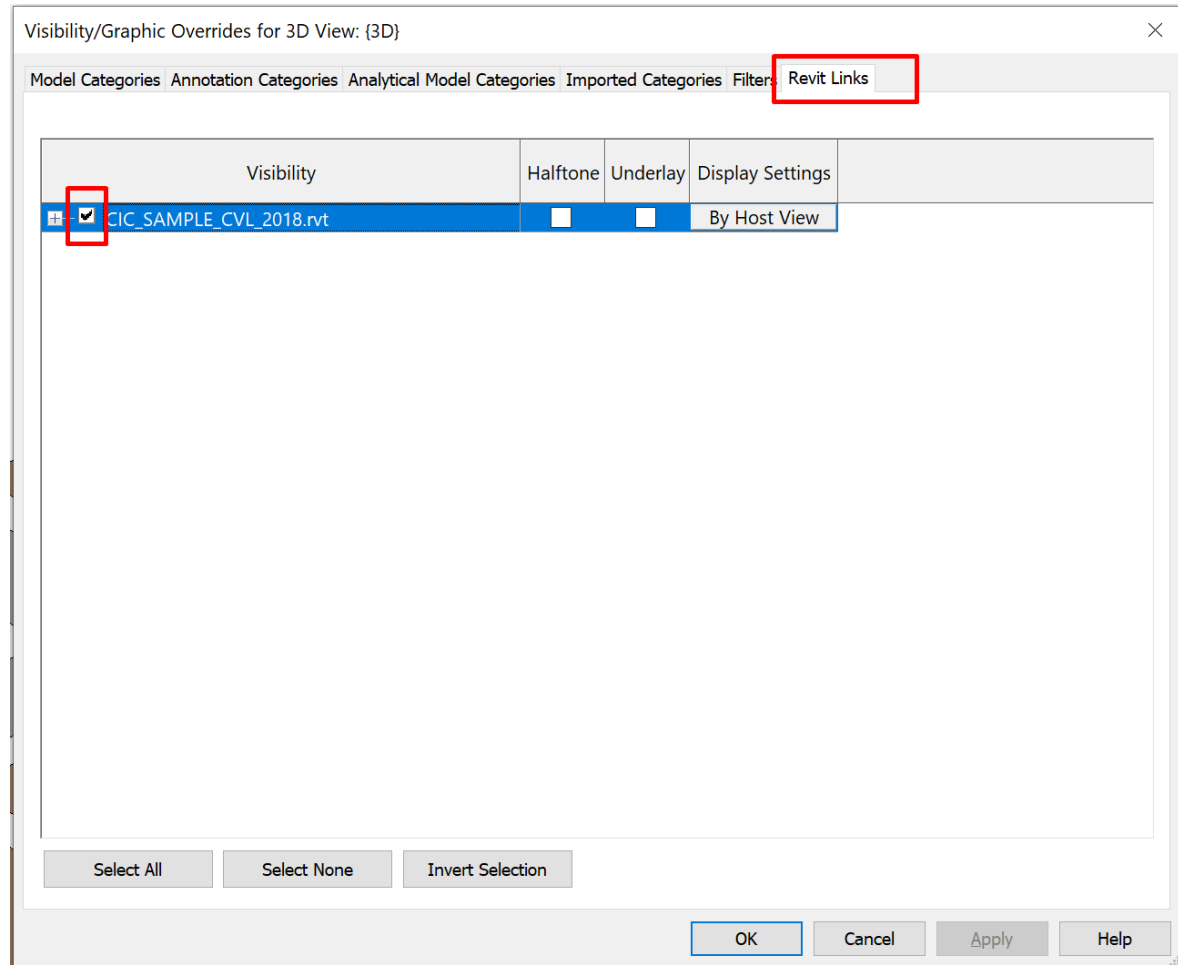 Visibility/Graphic Overrides for 3D View: {3D}
Model Categories Annotation Categories Analytical Model Categories Imported Categories Filters Revit Links
Visibility Halftone Underlay Display Settings
CIC_SAMPLE_CVL_2018.rvt By Host View
Select All Select None Invert Selection
OK Cancel Apply Help